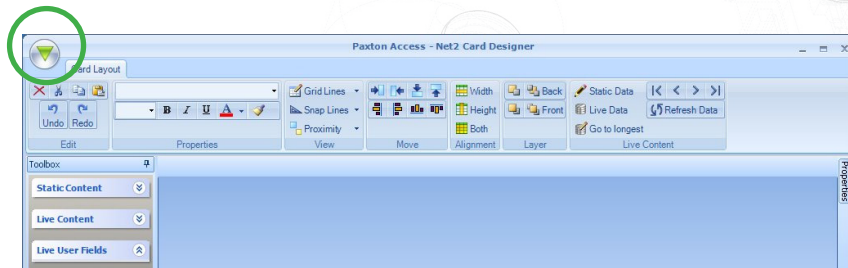 Paxton Access - Net2 Card Designer
Card Layout
Grid Lines Width Back Static Data
B I U A Snap Lines Height Front Live Data Refresh Data
Undo Redo Proximity Both Go to longest
Edit Properties View Move Alignment Layer Live Content
Toolbox
Properties
Static Content
Live Content
Live User Fields